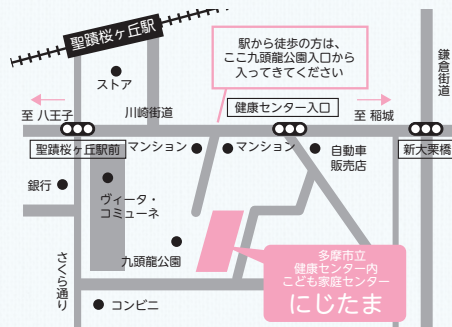 聖蹟桜ヶ丘駅
駅から徒歩の方は、
ここ九頭龍公園入口から
入ってきてください
鎌倉街道
ストア
至 八王子
川崎街道
健康センター入口
至 稲城
聖蹟桜ヶ丘駅前
マンション
マンション
自動車
販売店
新大栗橋
銀行
ヴィータ・
コミューネ
さくら通り
九頭龍公園
多摩市立
健康センター内
こども家庭センター
にじたま
コンビニ